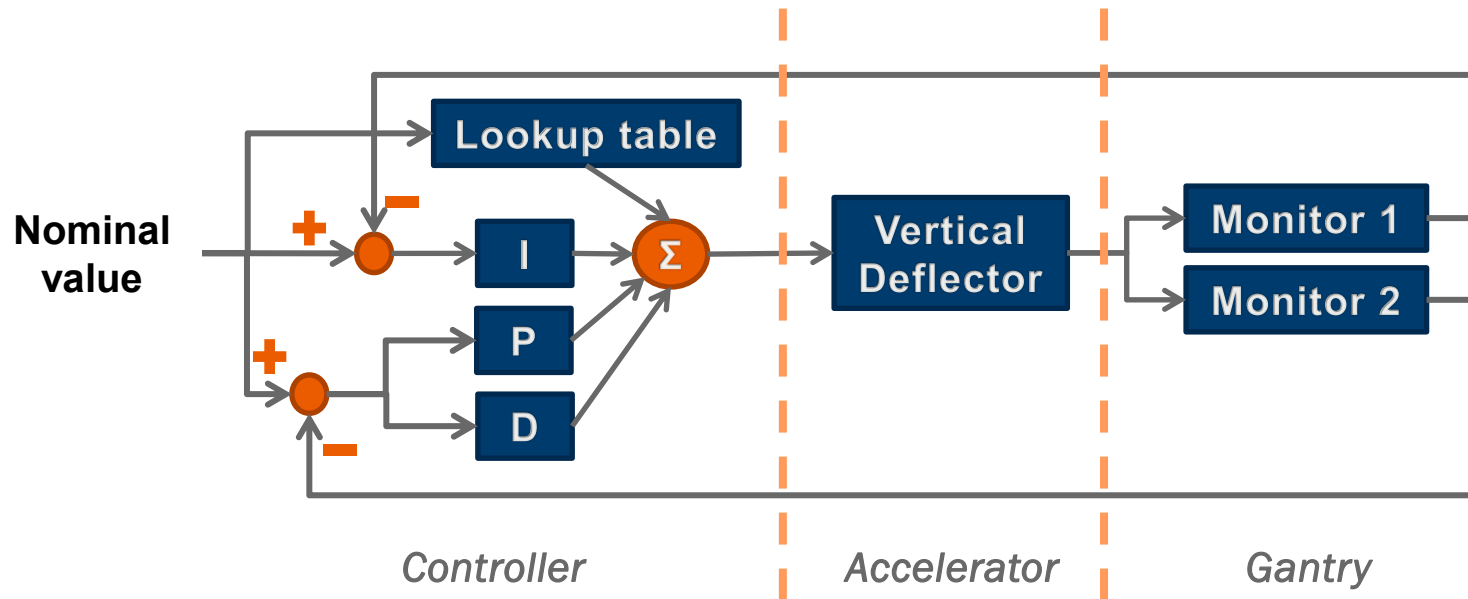 Lookup table
+
−
Nominal
value
I
Σ
Vertical
Deflector
Monitor 1
Monitor 2
+
P
−
D
Controller
Accelerator
Gantry